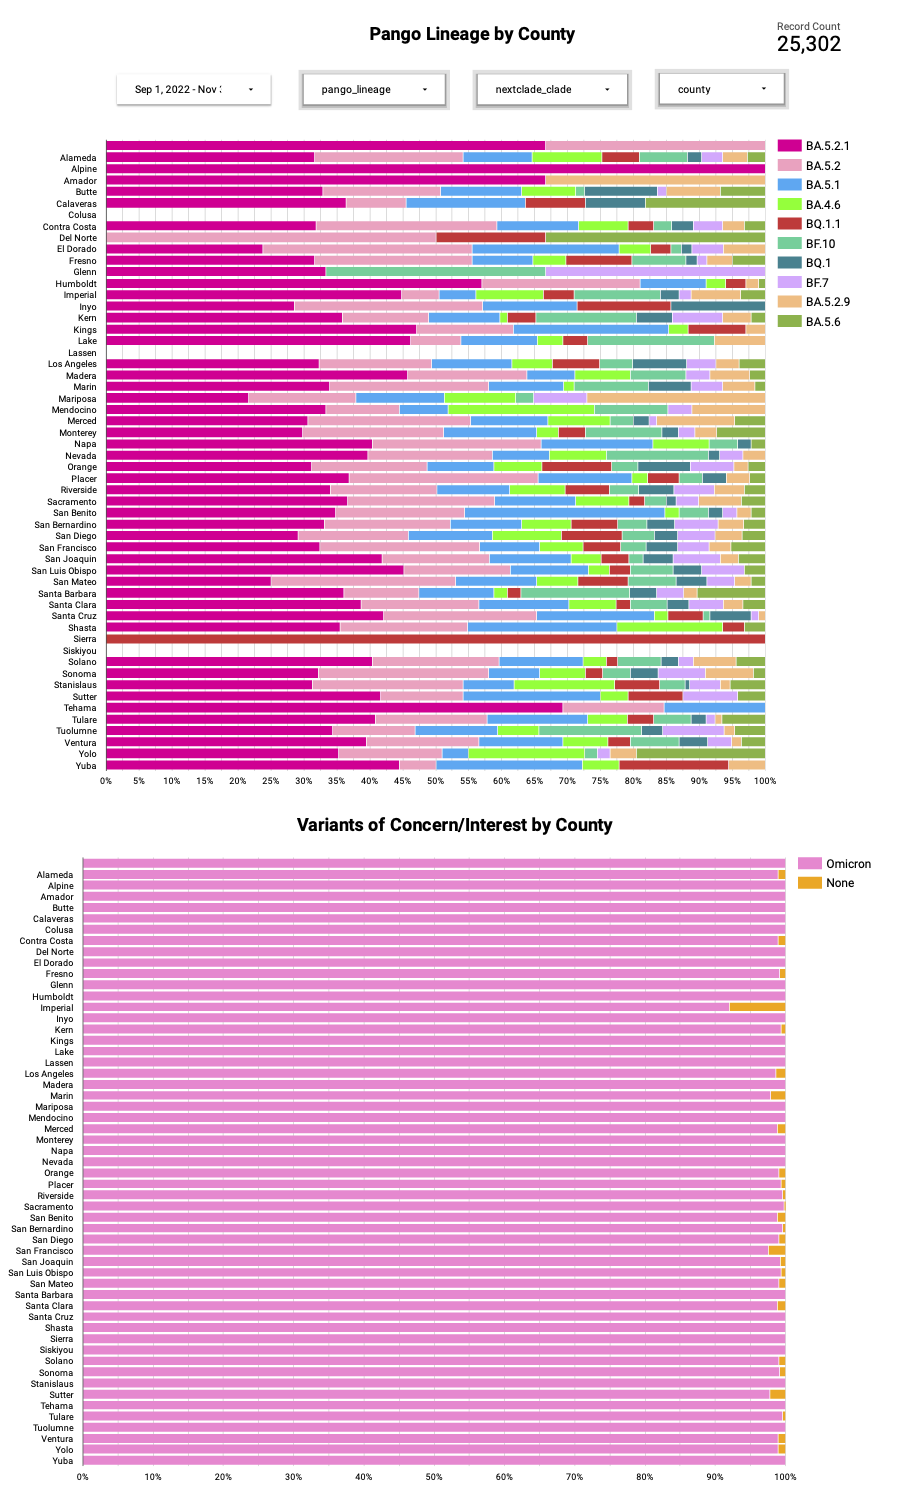 Pango Lineage by County
Record Count
25,302
Sep 1, 2022 - Nov :
pango_lineage
nextclade_clade
county
BA.5.2.1
BA.5.2
BA.5.1
BA.4.6
BQ.1.1
BF.10
BQ.1
BF.7
BA.5.2.9
BA.5.6
Alameda
Alpine
Amador
Butte
Calaveras
Colusa
Contra Costa
Del Norte
El Dorado
Fresno
Glenn
Humboldt
Imperial
Inyo
Kern
Kings
Lake
Lassen
Los Angeles
Madera
Marin
Mariposa
Mendocino
Merced
Monterey
Napa
Nevada
Orange
Placer
Riverside
Sacramento
San Benito
San Bernardino
San Diego
San Francisco
San Joaquin
San Luis Obispo
San Mateo
Santa Barbara
Santa Clara
Santa Cruz
Shasta
Sierra
Siskiyou
Solano
Sonoma
Stanislaus
Sutter
Tehama
Tulare
Tuolumne
Ventura
Yolo
Yuba
0% 5% 10% 15% 20% 25% 30% 35% 40% 45% 50% 55% 60% 65% 70% 75% 80% 85% 90% 95% 100%
Variants of Concern/Interest by County
Omicron
None
Alameda
Alpine
Amador
Butte
Calaveras
Colusa
Contra Costa
Del Norte
El Dorado
Fresno
Glenn
Humboldt
Imperial
Inyo
Kern
Kings
Lake
Lassen
Los Angeles
Madera
Marin
Mariposa
Mendocino
Merced
Monterey
Napa
Nevada
Orange
Placer
Riverside
Sacramento
San Benito
San Bernardino
San Diego
San Francisco
San Joaquin
San Luis Obispo
San Mateo
Santa Barbara
Santa Clara
Santa Cruz
Shasta
Sierra
Siskiyou
Solano
Sonoma
Stanislaus
Sutter
Tehama
Tulare
Tuolumne
Ventura
Yolo
Yuba
0% 10% 20% 30% 40% 50% 60% 70% 80% 90% 100%